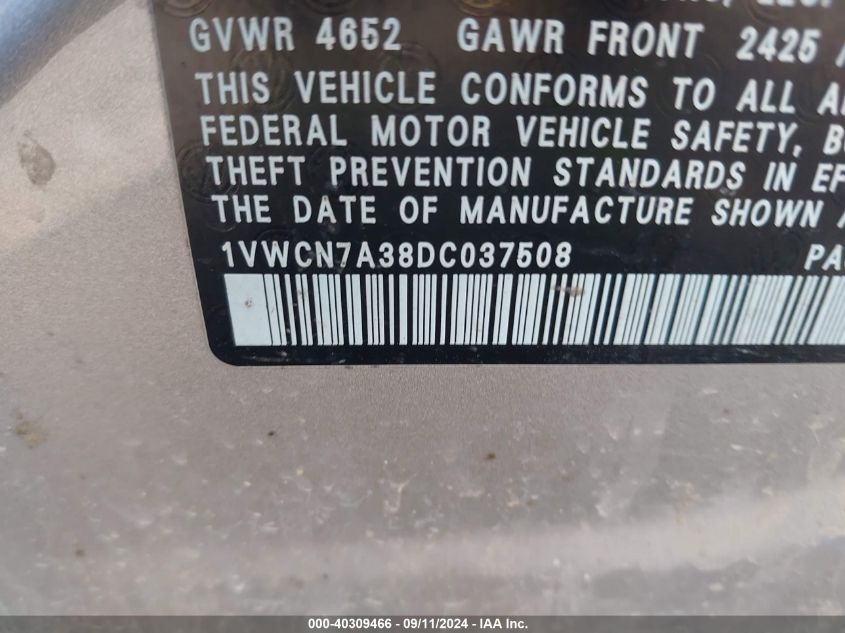 GVWR 4652 GAWR FRONT 2425
THIS VEHICLE CONFORMS TO ALL
FEDERAL MOTOR VEHICLE SAFETY,
THEFT PREVENTION STANDARDS IN
THE DATE OF MANUFACTURE SHOWN
1VWCN7A38DC037508
000-40309466 - 09/11/2024 - IAA, Inc.